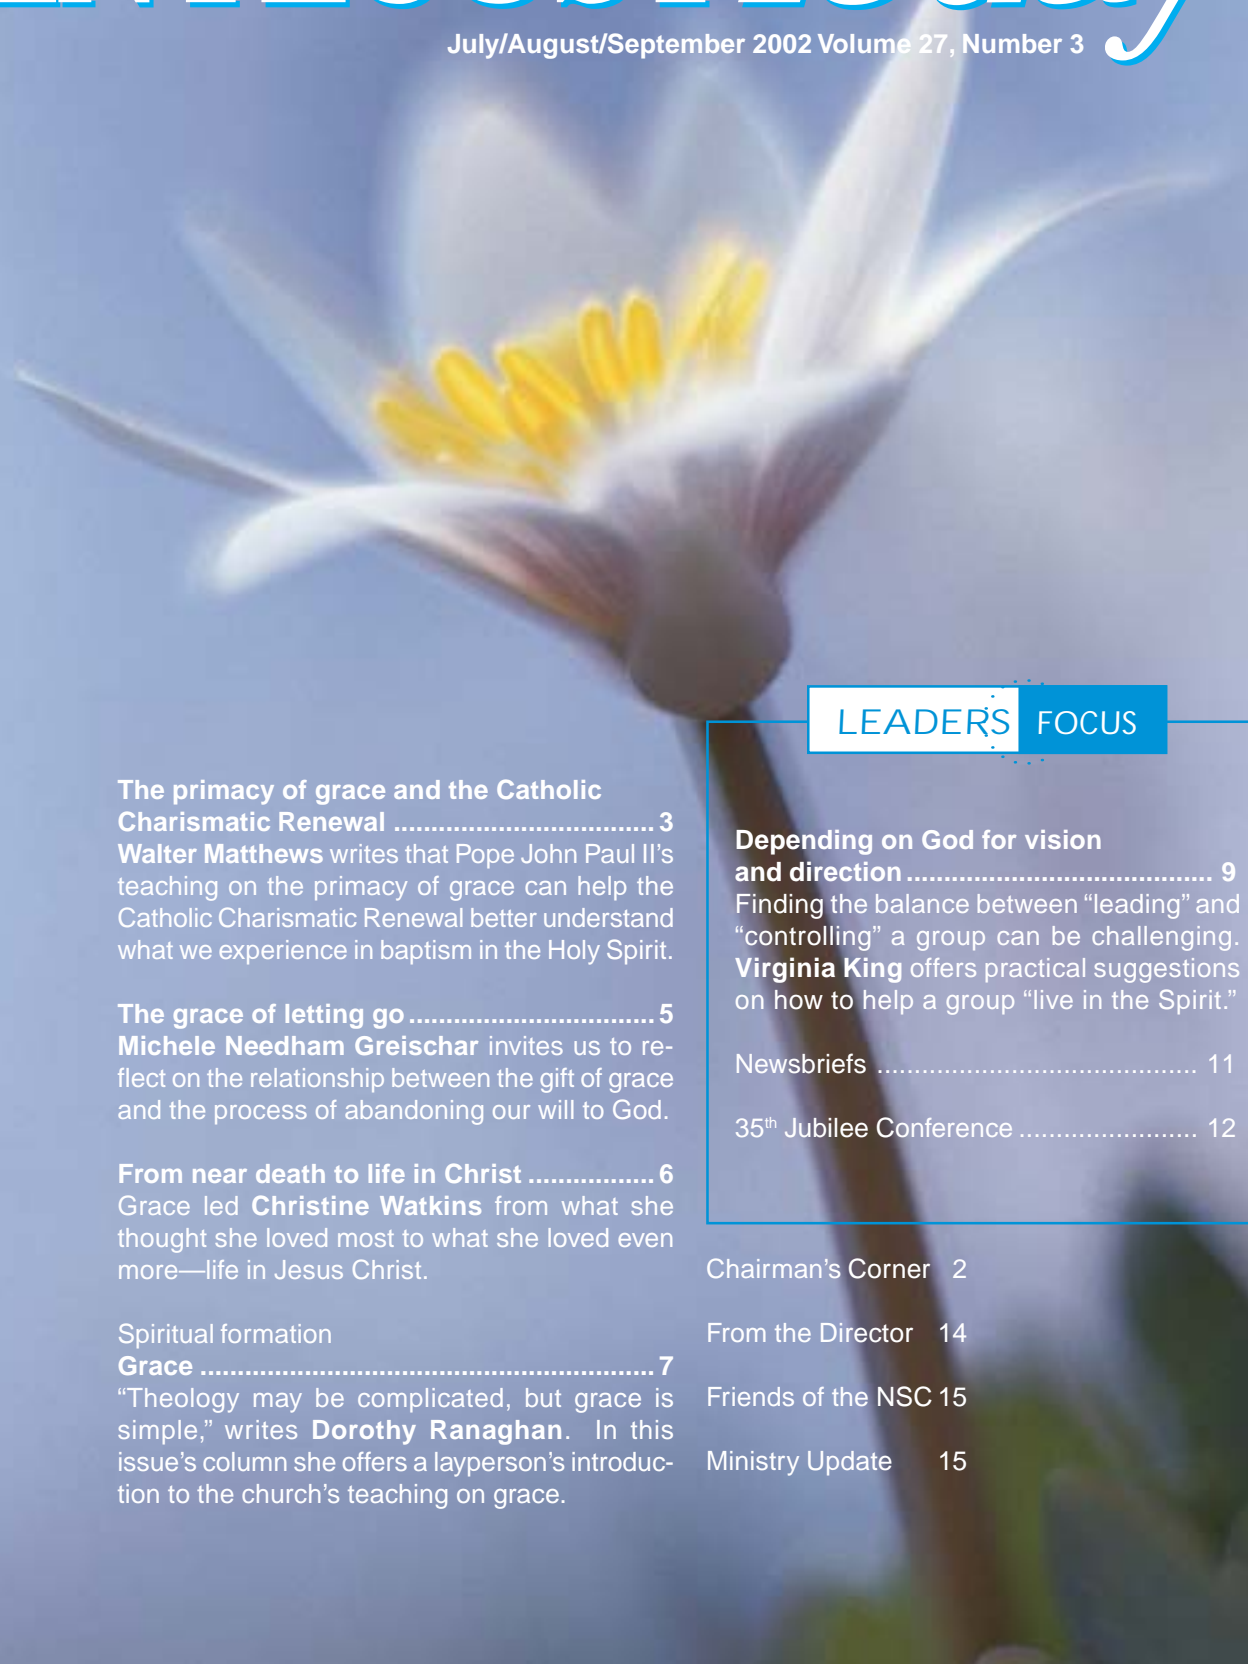 July/August/September 2002 Volume 27, Number 3
The primacy of grace and the Catholic
Charismatic Renewal ................................... 3
Walter Matthews writes that Pope John Paul II’s
teaching on the primacy of grace can help the
Catholic Charismatic Renewal better understand
what we experience in baptism in the Holy Spirit.
The grace of letting go ................................. 5
Michele Needham Greischar invites us to re-
flect on the relationship between the gift of grace
and the process of abandoning our will to God.
From near death to life in Christ ................. 6
Grace led Christine Watkins from what she
thought she loved most to what she loved even
more—life in Jesus Christ.
Spiritual formation
Grace ............................................................. 7
“Theology may be complicated, but grace is
simple,” writes Dorothy Ranaghan. In this
issue’s column she offers a layperson’s introduc-
tion to the church’s teaching on grace.
LEADERS FOCUS
Depending on God for vision
and direction ......................................... 9
Finding the balance between “leading” and
“controlling” a group can be challenging.
Virginia King offers practical suggestions
on how to help a group “live in the Spirit.”
Newsbriefs ........................................... 11
35th Jubilee Conference ........................ 12
Chairman’s Corner 2
From the Director 14
Friends of the NSC 15
Ministry Update 15